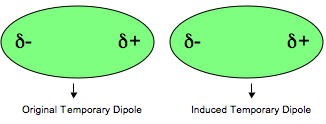 δ- δ+ δ- δ+
Original Temporary Dipole Induced Temporary Dipole